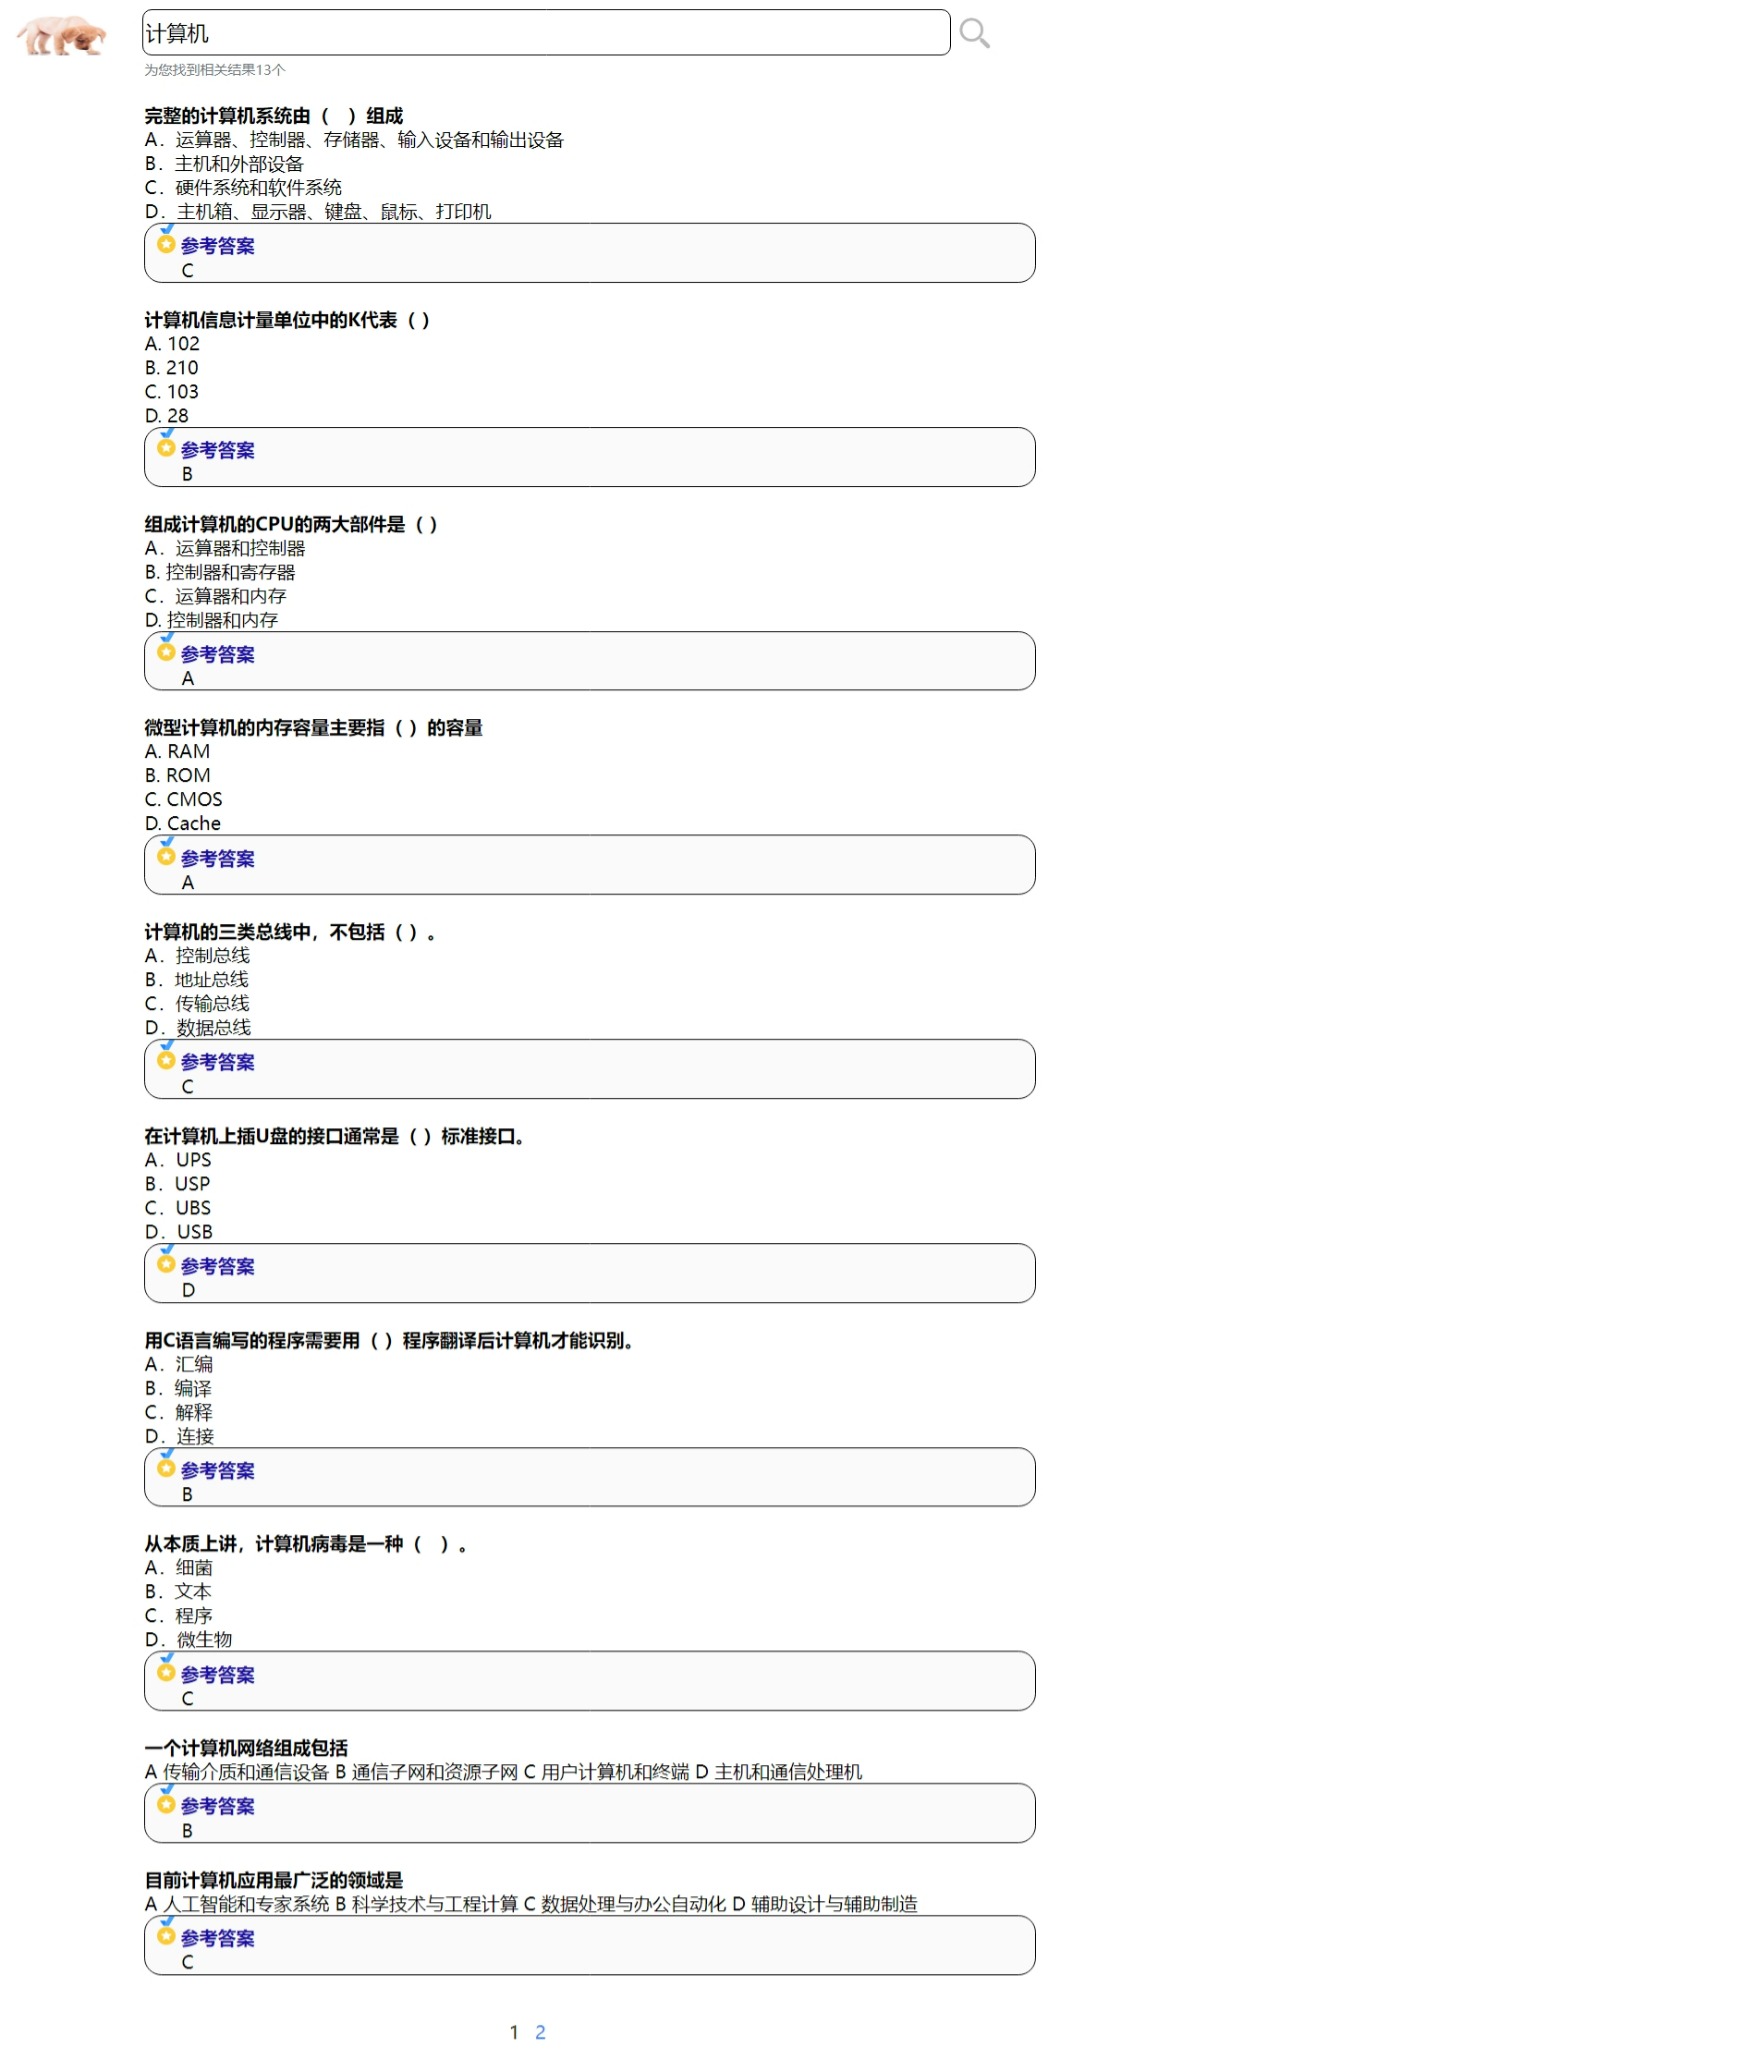 计算机
为您找到相关结果13个
完整的计算机系统由（　）组成
A．运算器、控制器、存储器、输入设备和输出设备
B．主机和外部设备
C．硬件系统和软件系统
D．主机箱、显示器、键盘、鼠标、打印机
参考答案
C
计算机信息计量单位中的K代表（ ）
A. 102
B. 210
C. 103
D. 28
参考答案
B
组成计算机的CPU的两大部件是（ ）
A．运算器和控制器
B. 控制器和寄存器
C．运算器和内存
D. 控制器和内存
参考答案
A
微型计算机的内存容量主要指（ ）的容量
A. RAM
B. ROM
C. CMOS
D. Cache
参考答案
A
计算机的三类总线中，不包括（ ）。
A．控制总线
B．地址总线
C．传输总线
D．数据总线
参考答案
C
在计算机上插U盘的接口通常是（ ）标准接口。
A．UPS
B．USP
C．UBS
D．USB
参考答案
D
用C语言编写的程序需要用（ ）程序翻译后计算机才能识别。
A．汇编
B．编译
C．解释
D．连接
参考答案
B
从本质上讲，计算机病毒是一种（　）。
A．细菌
B．文本
C．程序
D．微生物
参考答案
C
一个计算机网络组成包括
A 传输介质和通信设备 B 通信子网和资源子网 C 用户计算机和终端 D 主机和通信处理机
参考答案
B
目前计算机应用最广泛的领域是
A 人工智能和专家系统 B 科学技术与工程计算 C 数据处理与办公自动化 D 辅助设计与辅助制造
参考答案
C
1 2